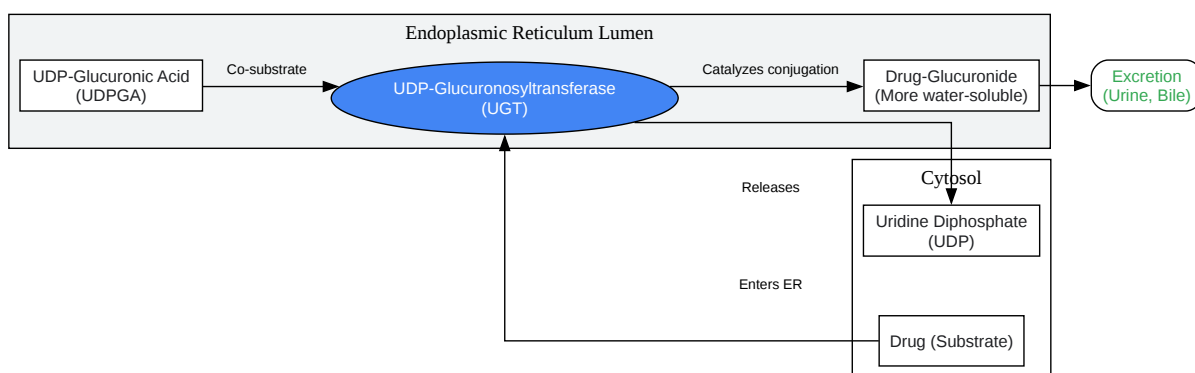 Endoplasmic Reticulum Lumen
UDP-Glucuronic Acid
(UDPGA)
Co-substrate
UDP-Glucuronosyltransferase
(UGT)
Catalyzes conjugation
Drug-Glucuronide
(More water-soluble)
Excretion
(Urine, Bile)
Releases
Cytosol
Uridine Diphosphate
(UDP)
Enters ER
Drug (Substrate)